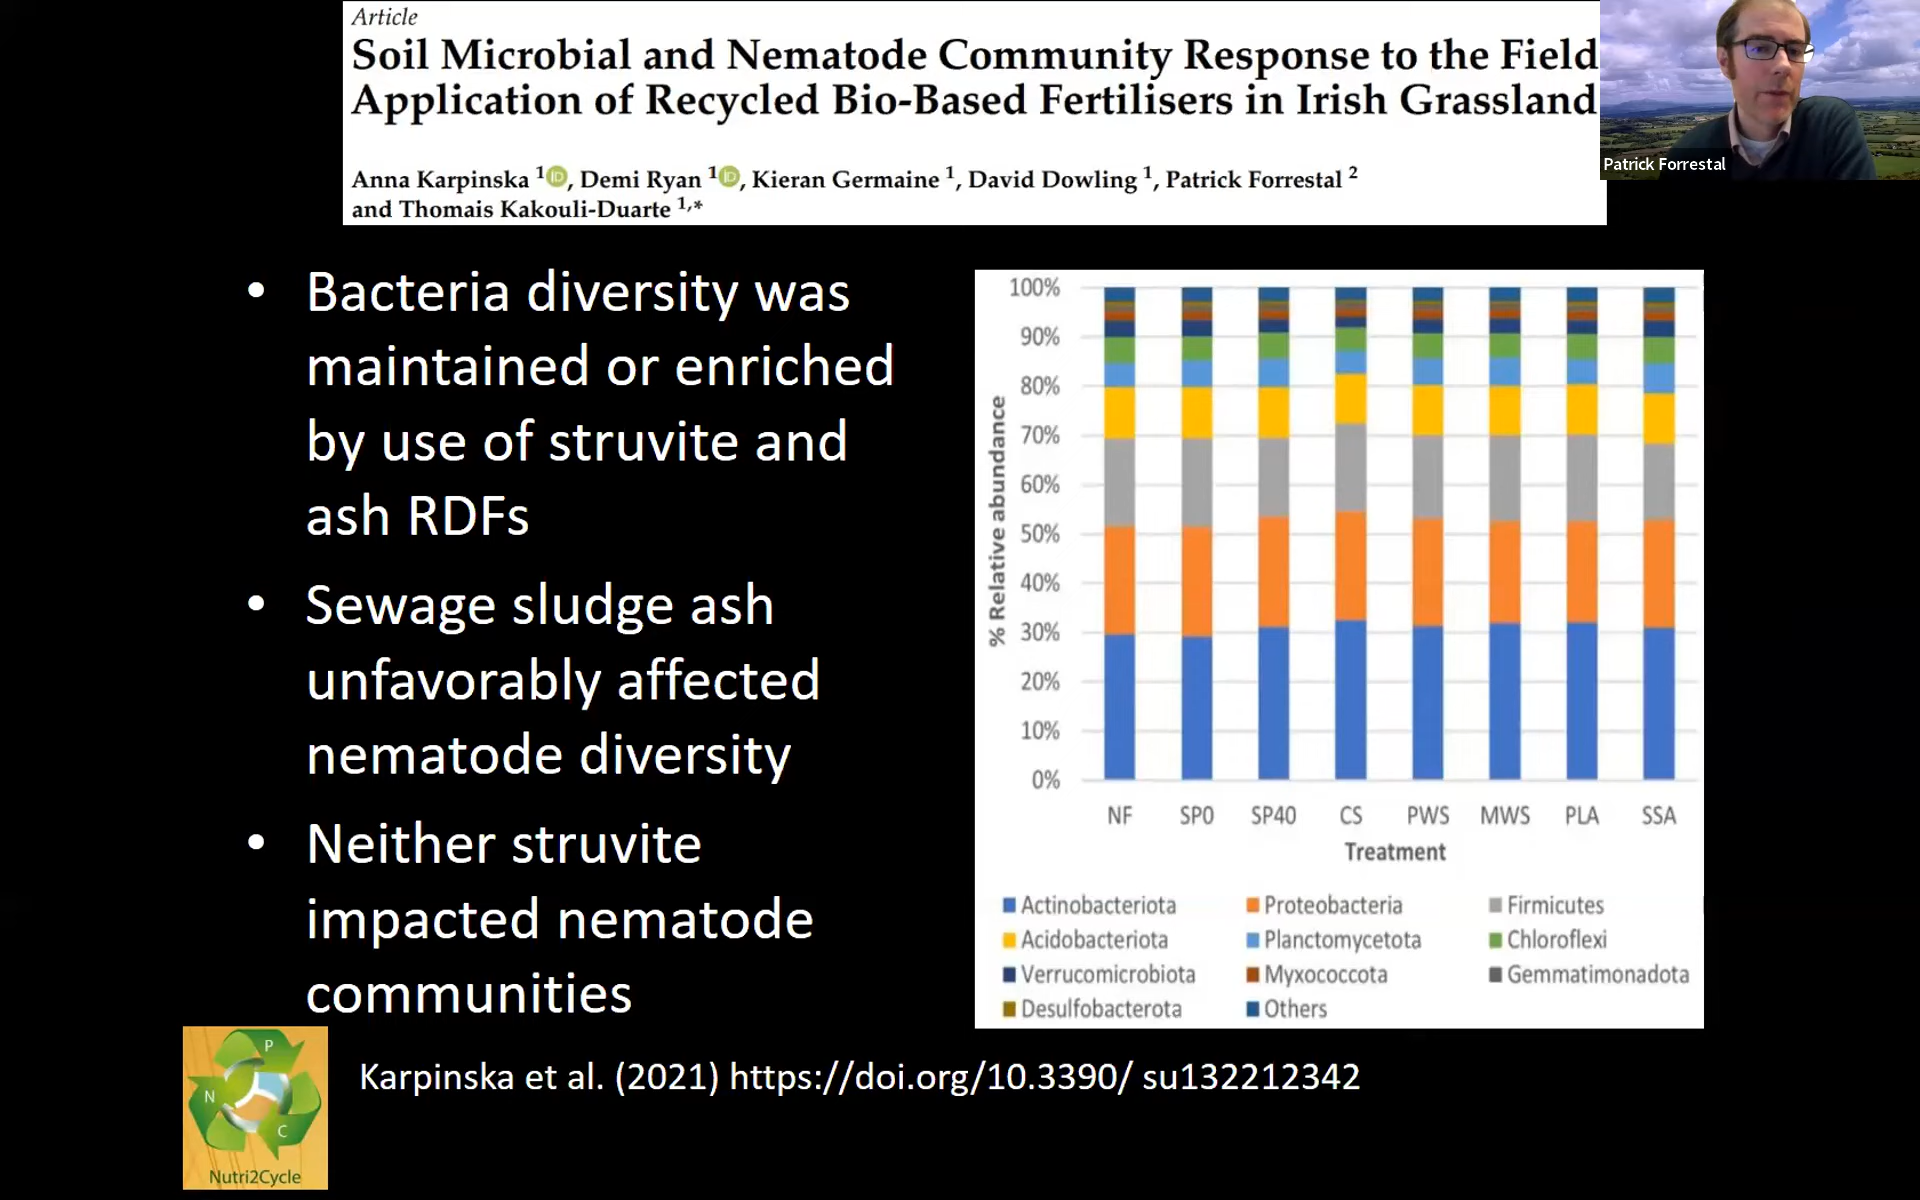 Article
Soil Microbial and Nematode Community Response to the Field
Application of Recycled Bio-Based Fertilisers in Irish Grassland
Anna Karpinska 1 iD, Demi Ryan 1 iD, Kieran Germaine 1, David Dowling 1, Patrick Forrestal 2
and Thomais Kakouli-Duarte 1,*
Patrick Forrestal
• Bacteria diversity was
maintained or enriched
by use of struvite and
ash RDFs
• Sewage sludge ash
unfavorably affected
nematode diversity
• Neither struvite
impacted nematode
communities
100%
90%
80%
70%
60%
50%
40%
30%
20%
10%
0%
% Relative abundance
NF SP0 SP40 CS PWS MWS PLA SSA
Treatment
Actinobacteriota Proteobacteria Firmicutes
Acidobacteriota Planctomycetota Chloroflexi
Verrucomicrobiota Myxococcota Gemmatimonadota
Desulfobacterota Others
P
N
C
Nutri2Cycle
Karpinska et al. (2021) https://doi.org/10.3390/ su132212342